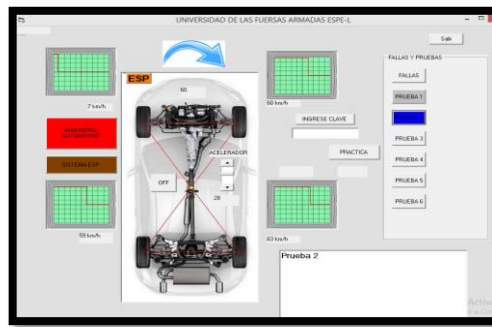 UNIVERSIDAD DE LAS FUERSAS ARMADAS ESPE-L
Salir
ESP
60
7 km/h
60 km/h
FALLAS Y PRUEBAS
FALLAS
PRUEBA 1
PRUEBA 3
PRUEBA 4
PRUEBA 5
PRUEBA 6
INGRESE CLAVE
PRACTICA
INGENIERIA
AUTOMOTRIZ
SISTEMA ESP
ACELERADOR
OFF
28
59 km/h
63 km/h
Prueba 2